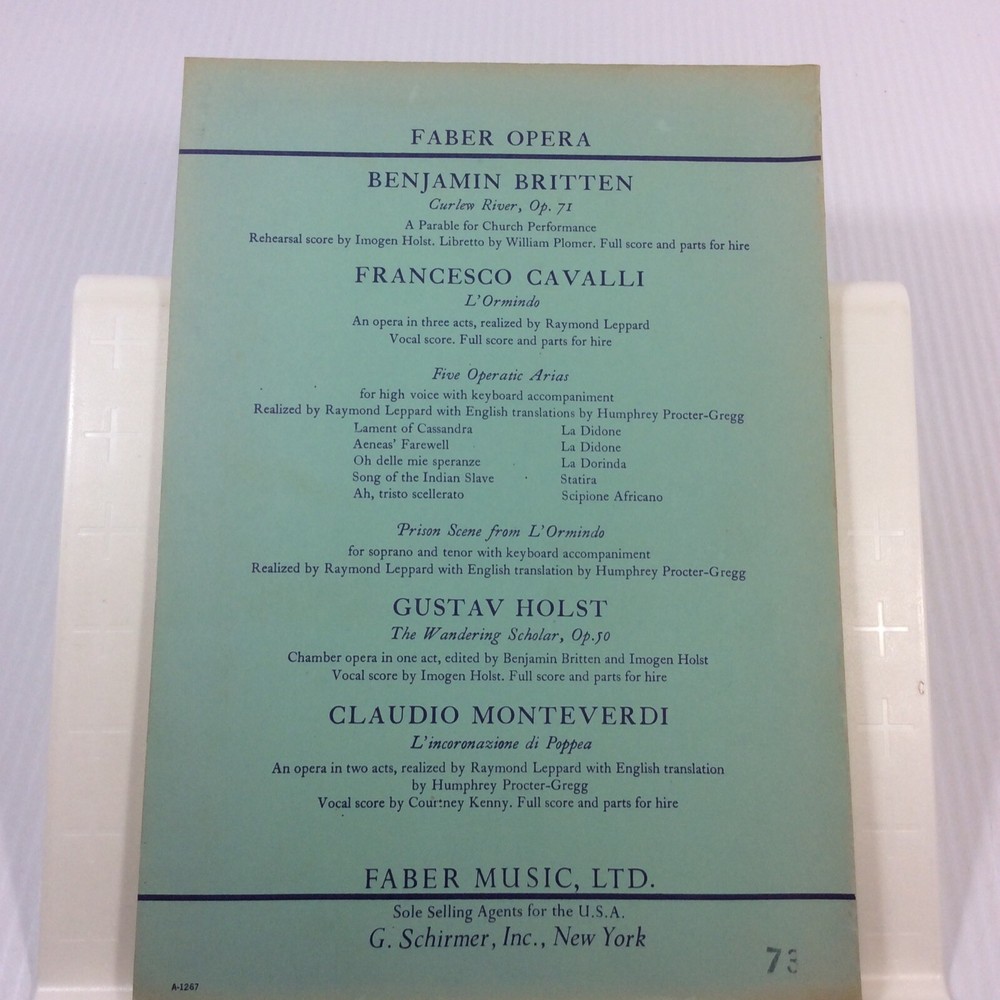 FABER OPERA
BENJAMIN BRITTEN
Curlew River, Op. 71
A Parable for Church Performance
Rehearsal score by Imogen Holst. Libretto by William Plomer. Full score and parts for hire
FRANCESCO CAVALLI
L'Ormindo
An opera in three acts, realized by Raymond Leppard
Vocal score. Full score and parts for hire
Five Operatic Arias
for high voice with keyboard accompaniment
Realized by Raymond Leppard with English translations by Humphrey Procter-Gregg
Lament of Cassandra La Didone
Aeneas' Farewell La Didone
Oh delle mie speranze La Dorinda
Song of the Indian Slave Statira
Ah, tristo scellerato Scipione Africano
Prison Scene from L'Ormindo
for soprano and tenor with keyboard accompaniment
Realized by Raymond Leppard with English translation by Humphrey Procter-Gregg
GUSTAV HOLST
The Wandering Scholar, Op.50
Chamber opera in one act, edited by Benjamin Britten and Imogen Holst
Vocal score by Imogen Holst. Full score and parts for hire
CLAUDIO MONTEVERDI
L'incoronazione di Poppea
An opera in two acts, realized by Raymond Leppard with English translation
by Humphrey Procter-Gregg
Vocal score by Courtney Kenny. Full score and parts for hire
FABER MUSIC, LTD.
Sole Selling Agents for the U.S.A.
G. Schirmer, Inc., New York
73
A-1267